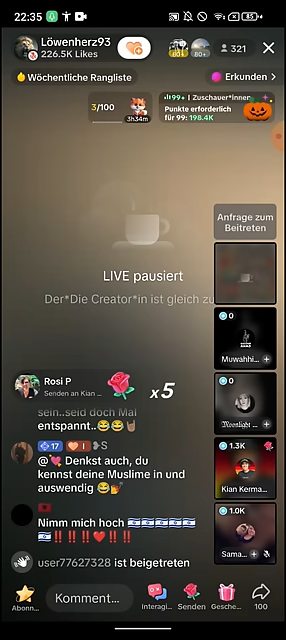 22:35
85
Löwenherz93
226.5K Likes
80+
80+
321
Wöchentliche Rangliste
Erkunden >
3/100
3h34m
99+ | Zuschauer*innen
Punkte erforderlich
für 99: 198.4K
Anfrage zum
Beitreten
LIVE pausiert
Der*Die Creator*in ist gleich zu
0
Muwahhi...
0
Moonlight
1.3K
Kian Kerma...
1.0K
Sama...
Rosi P
Senden an Kian ...
x5
sein..seid doch Mal
entspannt..😂😂🤘🏽
17
I
S
@💘 Denkst auch, du
kennst deine Muslime in und
auswendig 😂💅
Nimm mich hoch 🇮🇱🇮🇱🇮🇱🇮🇱🇮🇱🇮🇱
🇮🇱‼️‼️‼️❤️‼️‼️
user77627328 ist beigetreten
Abonn...
Komment...
Interagi...
Senden
Gesche...
100